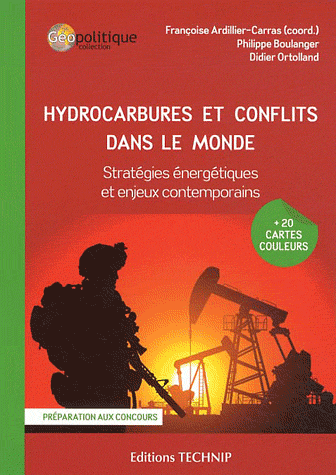 Géopolitique
collection
Françoise Ardillier-Carras (coord.)
Philippe Boulanger
Didier Ortolland
HYDROCARBURES ET CONFLITS
DANS LE MONDE
Stratégies énergétiques
et enjeux contemporains
+ 20
CARTES
COULEURS
PRÉPARATION AUX CONCOURS
Editions TECHNIP